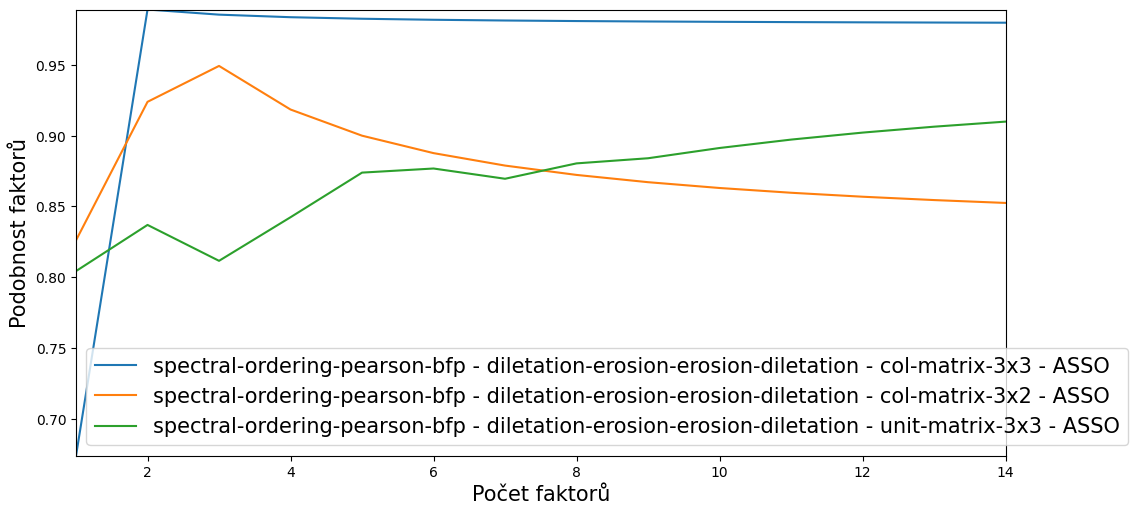 Podobnost faktorů
0.95
0.90
0.85
0.80
0.75
0.70
spectral-ordering-pearson-bfp - diletation-erosion-erosion-diletation - col-matrix-3x3 - ASSO
spectral-ordering-pearson-bfp - diletation-erosion-erosion-diletation - col-matrix-3x2 - ASSO
spectral-ordering-pearson-bfp - diletation-erosion-erosion-diletation - unit-matrix-3x3 - ASSO
2 4 6 8 10 12 14
Počet faktorů